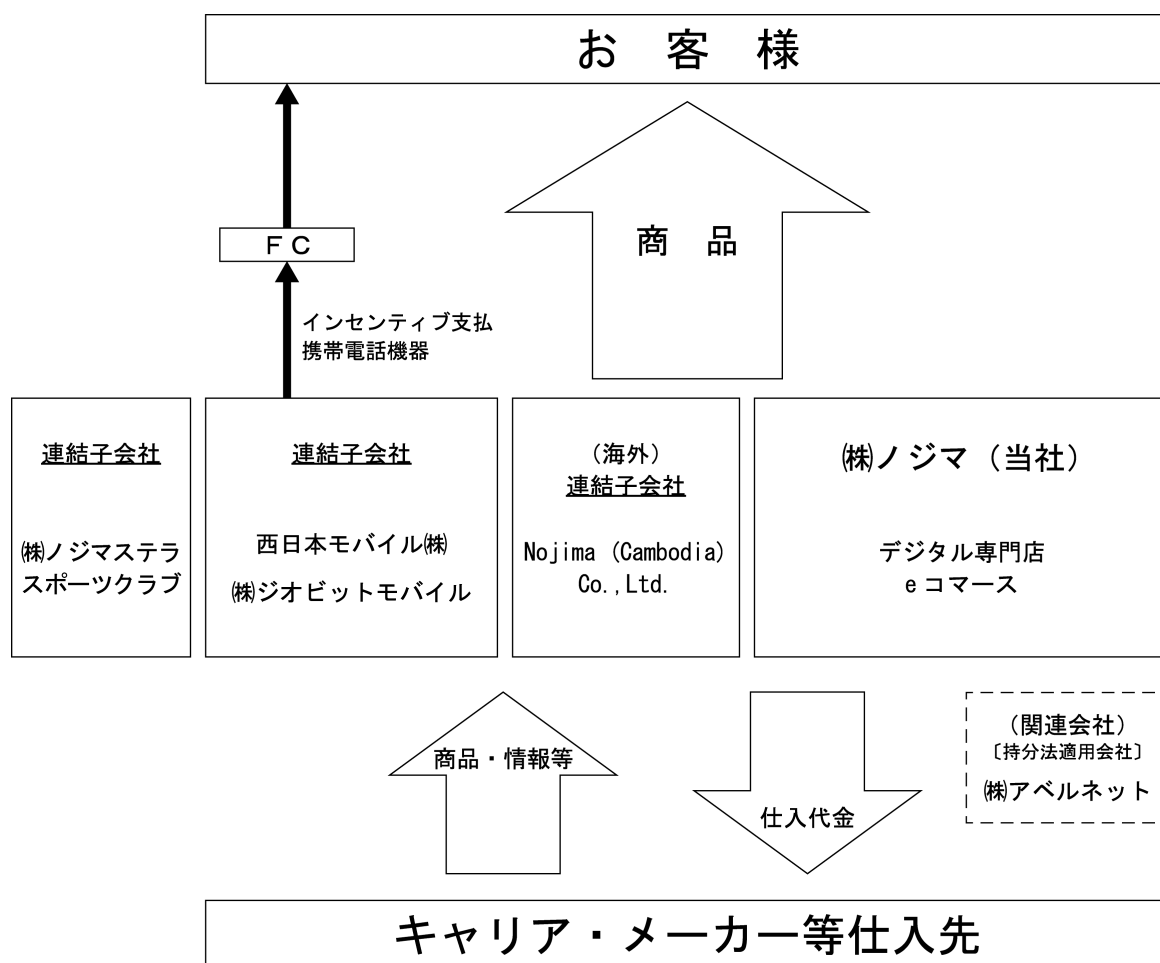 お 客 様
商 品
ＦＣ
インセンティブ支払
携帯電話機器
連結子会社
㈱ノジマステラ
スポーツクラブ
連結子会社
西日本モバイル㈱
㈱ジオビットモバイル
（海外）
連結子会社
Nojima (Cambodia)
Co.,Ltd.
㈱ノジマ（当社）
デジタル専門店
ｅコマース
商品・情報等
仕入代金
（関連会社）
〔持分法適用会社〕
㈱アベルネット
キャリア・メーカー等仕入先